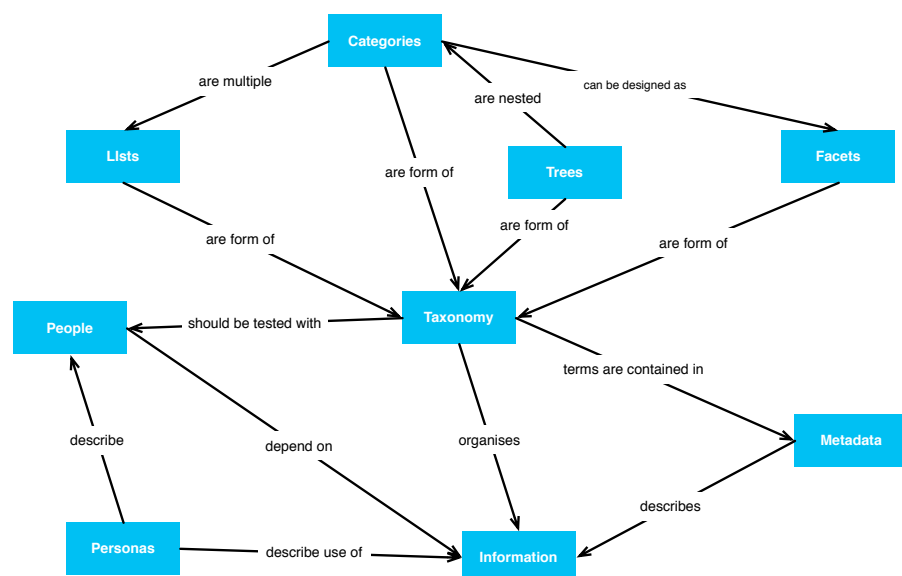 Categories
are multiple
can be designed as
are nested
LIsts
Facets
are form of
Trees
are form of
are form of
are form of
Taxonomy
should be tested with
People
terms are contained in
describe
depend on
organises
Metadata
describes
Personas
describe use of
Information